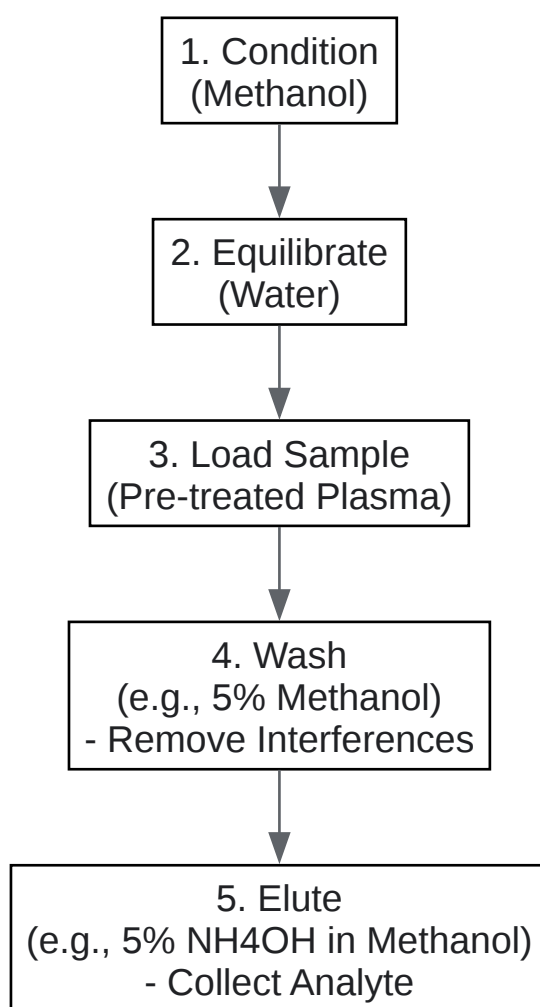 1. Condition
(Methanol)
2. Equilibrate
(Water)
3. Load Sample
(Pre-treated Plasma)
4. Wash
(e.g., 5% Methanol)
- Remove Interferences
5. Elute
(e.g., 5% NH4OH in Methanol)
- Collect Analyte